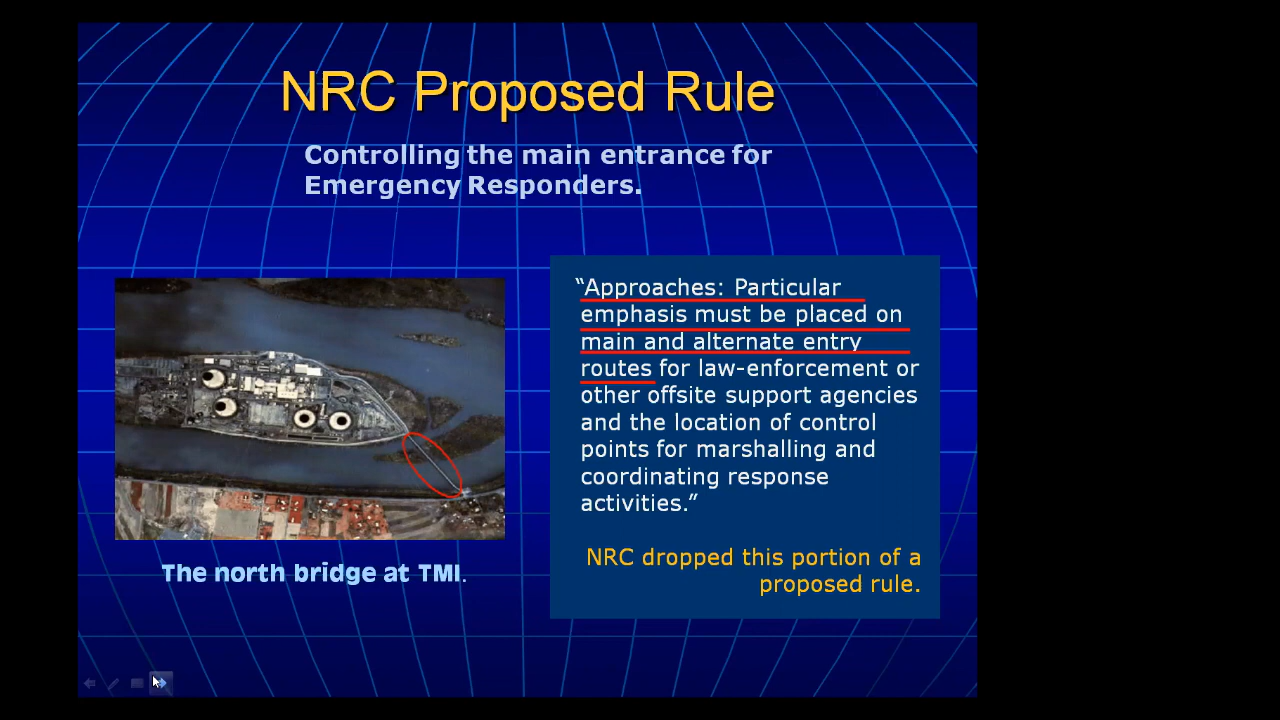 NRC Proposed Rule
Controlling the main entrance for
Emergency Responders.
“Approaches: Particular
emphasis must be placed on
main and alternate entry
routes for law-enforcement or
other offsite support agencies
and the location of control
points for marshalling and
coordinating response
activities.”
NRC dropped this portion of a
proposed rule.
The north bridge at TMI.